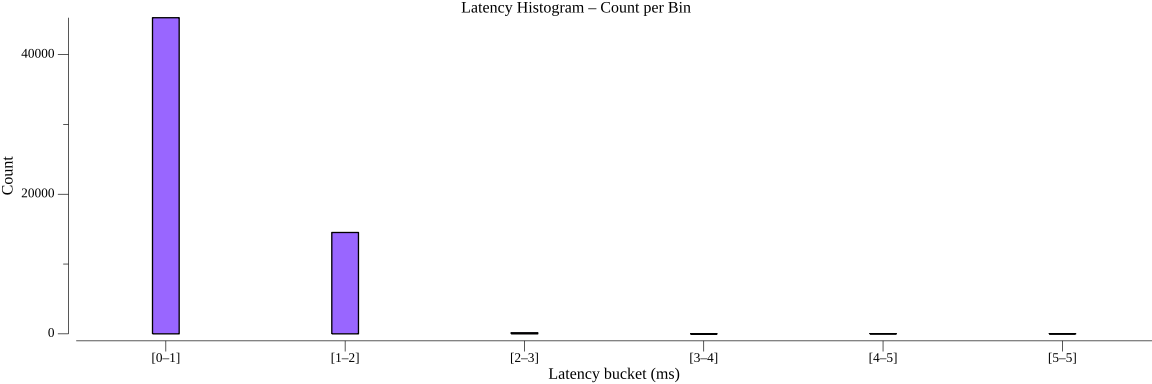 Latency Histogram – Count per Bin
Count
40000
20000
0
[0–1] [1–2] [2–3] [3–4] [4–5] [5–5]
Latency bucket (ms)